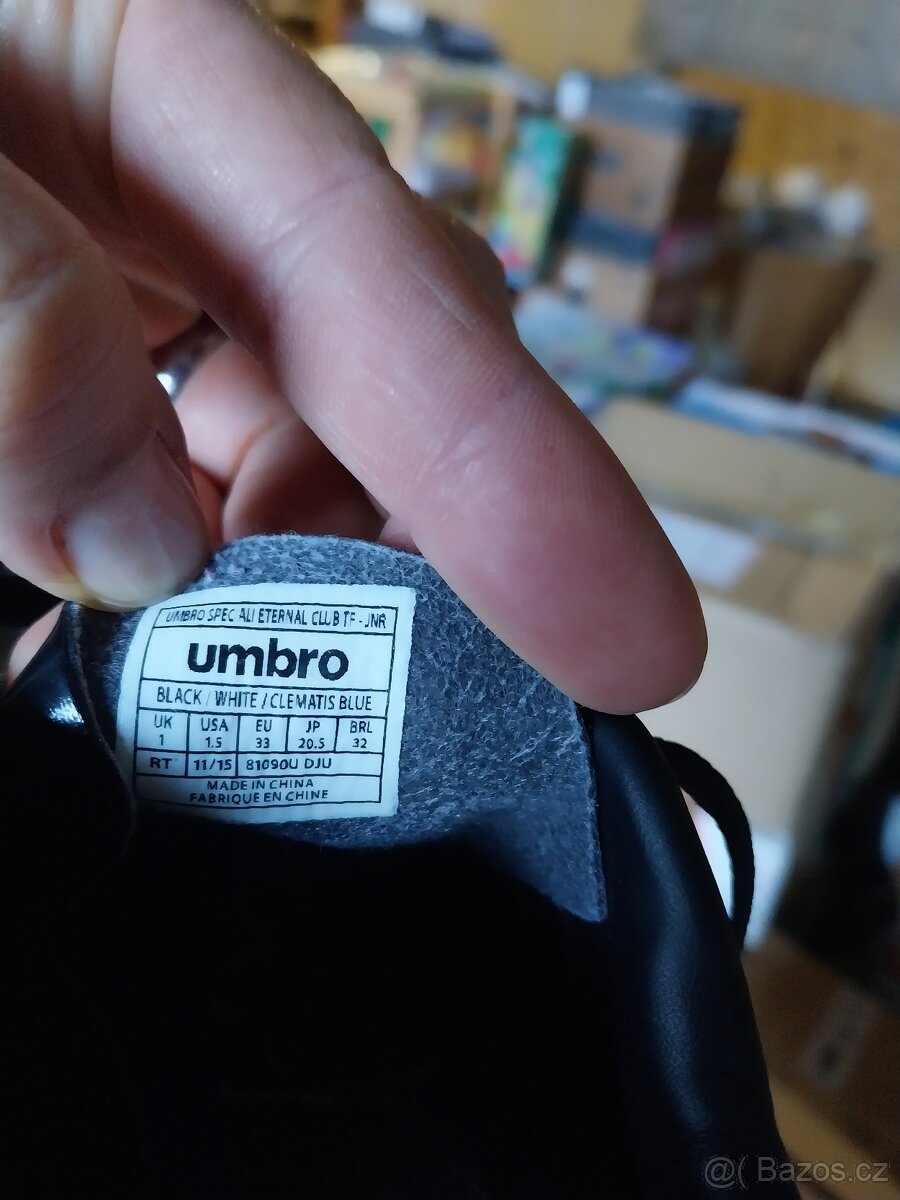 UMBRO SPECIALI ETERNAL CLUB TF - JNR
umbro
BLACK / WHITE / CLEMATIS BLUE
UK USA EU JP BRL
1 1.5 33 20.5 32
RT 11/15 81090U DJU
MADE IN CHINA
FABRIQUE EN CHINE
@( Bazos.cz